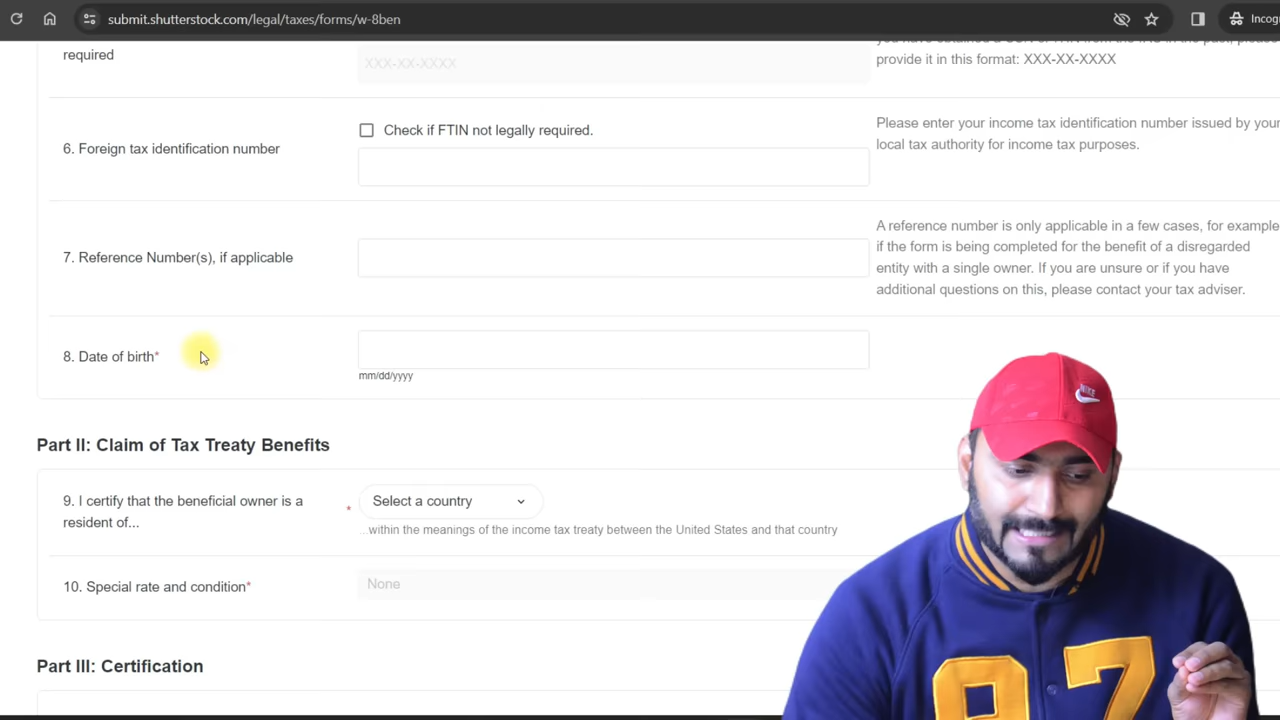 submit.shutterstock.com/legal/taxes/forms/w-8ben
required
XXX-XX-XXXX
provide it in this format: XXX-XX-XXXX
6. Foreign tax identification number
Check if FTIN not legally required.
Please enter your income tax identification number issued by your
local tax authority for income tax purposes.
7. Reference Number(s), if applicable
A reference number is only applicable in a few cases, for example
if the form is being completed for the benefit of a disregarded
entity with a single owner. If you are unsure or if you have
additional questions on this, please contact your tax adviser.
8. Date of birth*
mm/dd/yyyy
Part II: Claim of Tax Treaty Benefits
9. I certify that the beneficial owner is a
resident of...
*
Select a country
...within the meanings of the income tax treaty between the United States and that country
10. Special rate and condition*
None
Part III: Certification
NIKE
97